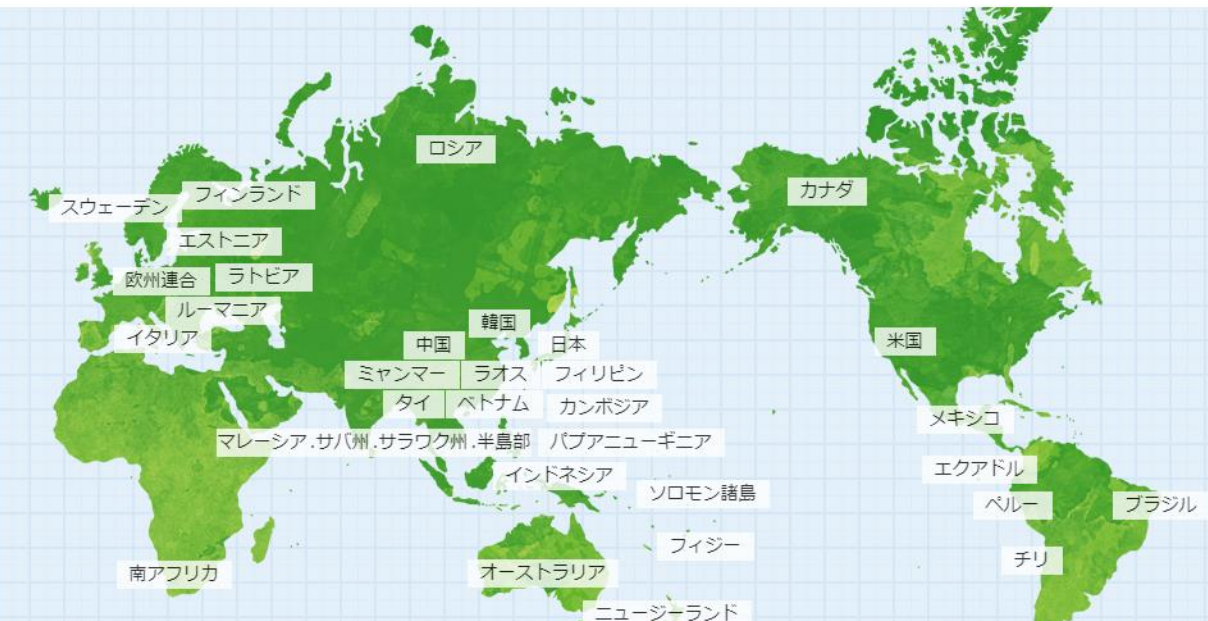 ロシア
カナダ
フィンランド
スウェーデン
エストニア
欧州連合
ラトビア
ルーマニア
イタリア
韓国
中国
日本
米国
ミャンマー
ラオス
フィリピン
タイ
ベトナム
カンボジア
メキシコ
マレーシア.サバ州.サラワク州.半島部
パプアニューギニア
エクアドル
インドネシア
ソロモン諸島
ペルー
ブラジル
フィジー
チリ
南アフリカ
オーストラリア
ニュージーランド